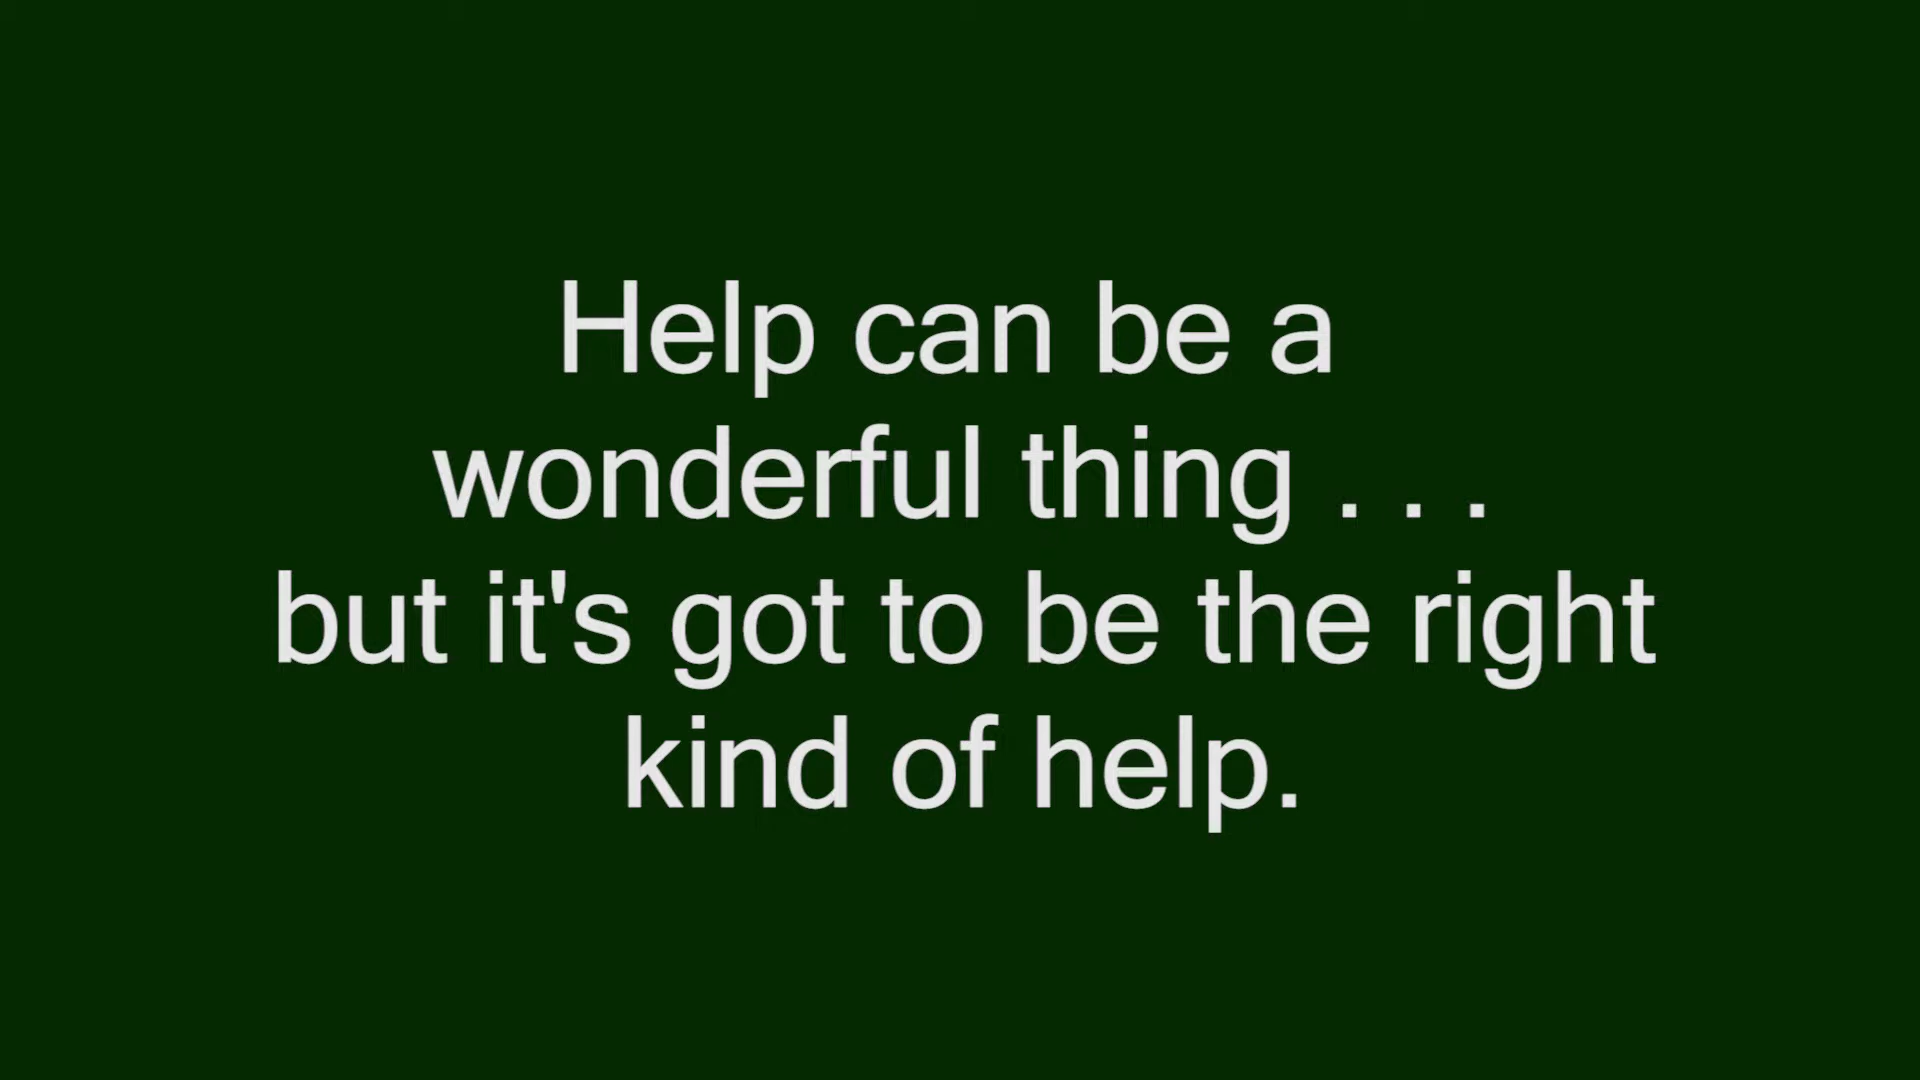 Help can be a
wonderful thing . . .
but it's got to be the right
kind of help.